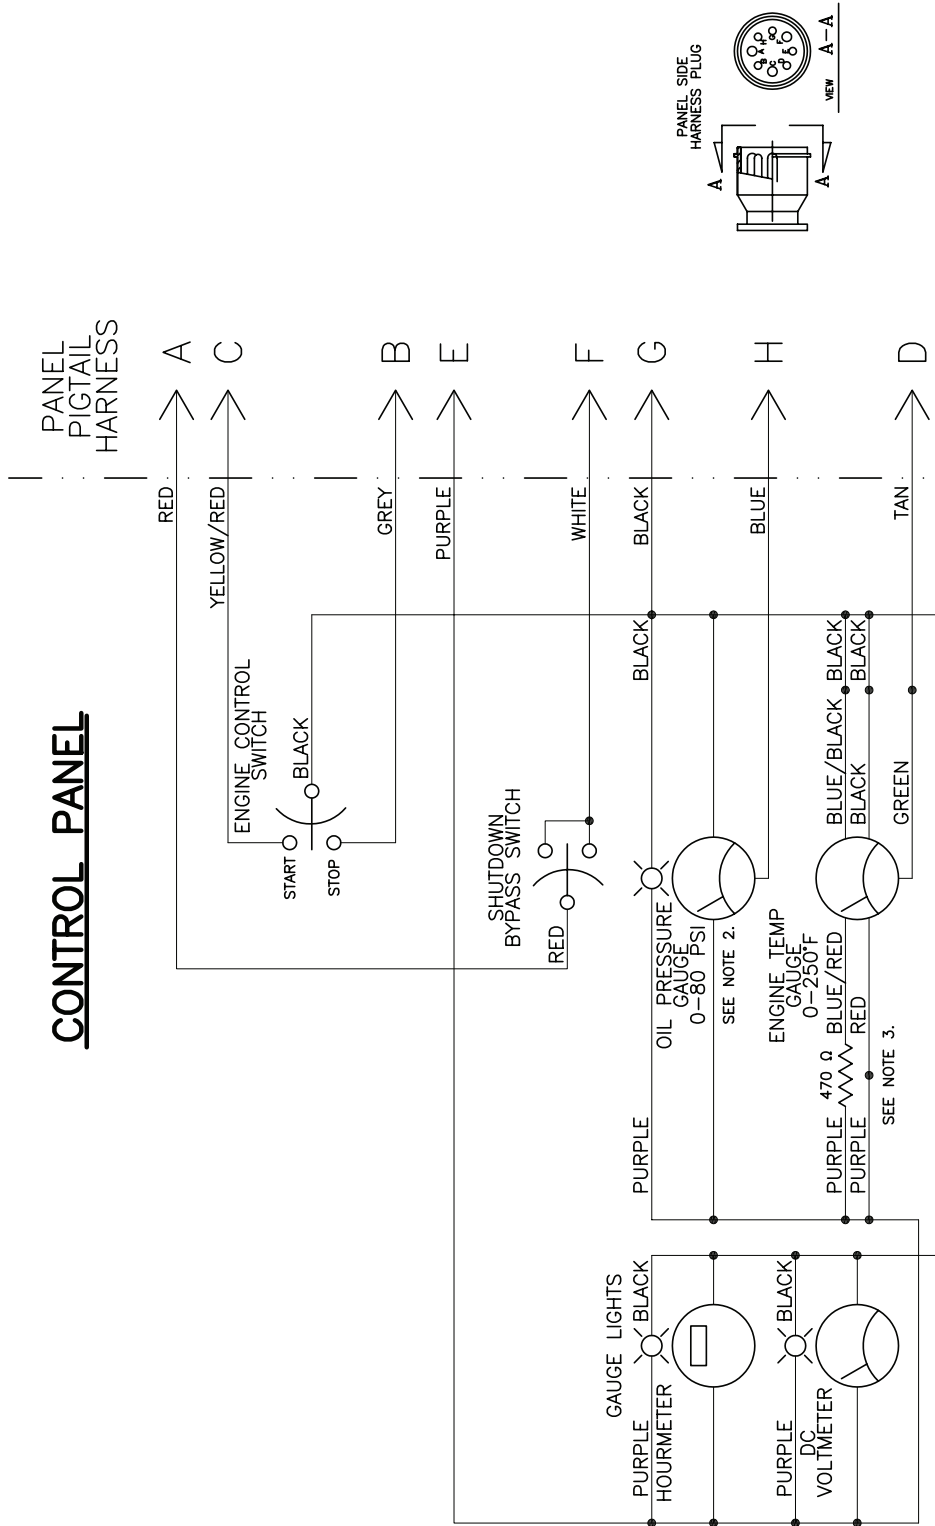 CONTROL PANEL
PANEL
PIGTAIL
HARNESS
PANEL SIDE
HARNESS PLUG
A
A
VIEW A-A
A
B
C
D
E
F
G
H
A
C
B
E
F
G
H
D
RED
YELLOW/RED
GREY
PURPLE
WHITE
BLACK
BLUE
TAN
ENGINE CONTROL
SWITCH
START
STOP
BLACK
SHUTDOWN
BYPASS SWITCH
RED
BLACK
OIL PRESSURE
GAUGE
0-80 PSI
SEE NOTE 2.
PURPLE
ENGINE TEMP
GAUGE
0-250°F
BLUE/BLACK
BLACK
BLACK
BLACK
GREEN
BLUE/RED
RED
470 Ω
SEE NOTE 3.
PURPLE
PURPLE
GAUGE LIGHTS
PURPLE
BLACK
HOURMETER
PURPLE
BLACK
DC
VOLTMETER